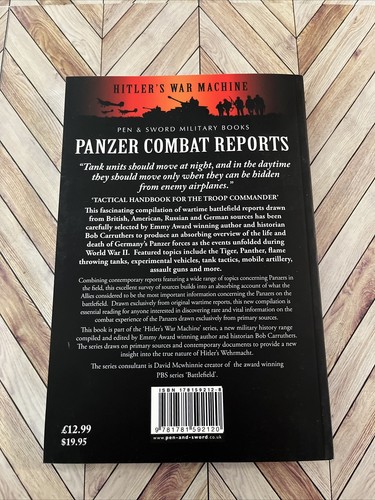 HITLER'S WAR MACHINE
PEN & SWORD MILITARY BOOKS
PANZER COMBAT REPORTS
"Tank units should move at night, and in the daytime
they should move only when they can be hidden
from enemy airplanes."
'TACTICAL HANDBOOK FOR THE TROOP COMMANDER'
This fascinating compilation of wartime battlefield reports drawn
from British, American, Russian and German sources has been
carefully selected by Emmy Award winning author and historian
Bob Carruthers to produce an absorbing overview of the life and
death of Germany's Panzer forces as the events unfolded during
World War II. Featured topics include the Tiger, Panther, flame
throwing tanks, experimental vehicles, tank tactics, mobile artillery,
assault guns and more.
Combining contemporary reports featuring a wide range of topics concerning Panzers in
the field, this excellent survey of sources builds into an absorbing account of what the
Allies considered to be the most important information concerning the Panzers on the
battlefield. Drawn exclusively from original wartime reports, this new compilation is
essential reading for anyone interested in discovering rare and vital information on the
combat experience of the Panzers drawn exclusively from primary sources.
This book is part of the 'Hitler's War Machine' series, a new military history range
compiled and edited by Emmy Award winning author and historian Bob Carruthers.
The series draws on primary sources and contemporary documents to provide a new
insight into the true nature of Hitler's Wehrmacht.
The series consultant is David Mcwhinnie creator of the award winning
PBS series 'Battlefield'.
ISBN 178159212-8
9 781781 592120
£12.99
$19.95
www.pen-and-sword.co.uk